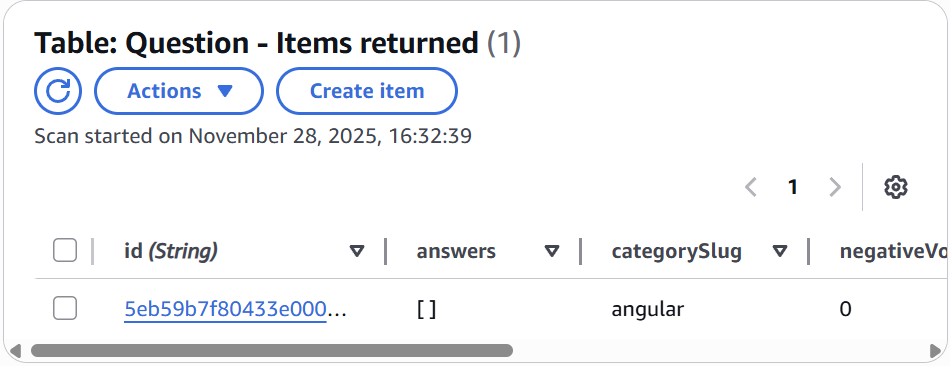 Table: Question - Items returned (1)
Actions Create item
Scan started on November 28, 2025, 16:32:39
1
id (String) answers categorySlug negativeVo
5eb59b7f80433e000... [ ] angular 0